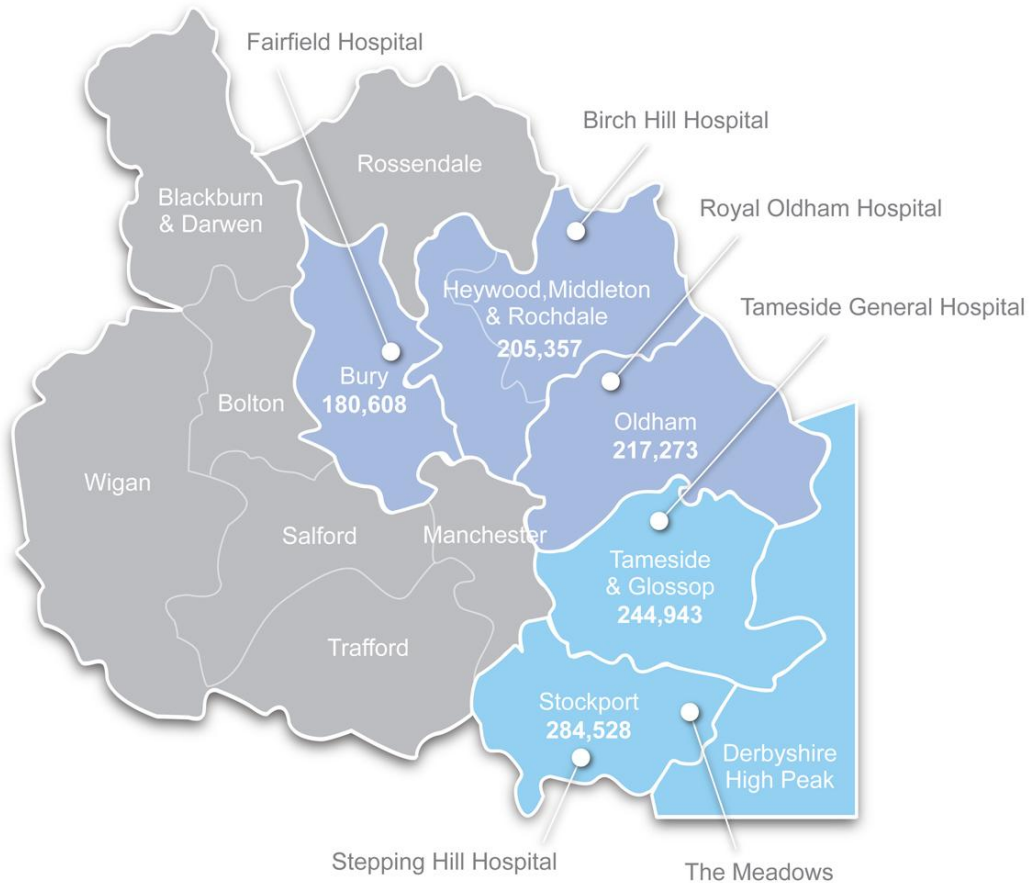 Fairfield Hospital
Birch Hill Hospital
Rossendale
Blackburn
& Darwen
Royal Oldham Hospital
Heywood,Middleton
& Rochdale
205,357
Tameside General Hospital
Bury
180,608
Bolton
Oldham
217,273
Wigan
Salford
Manchester
Tameside
& Glossop
244,943
Trafford
Stockport
284,528
Derbyshire
High Peak
Stepping Hill Hospital
The Meadows